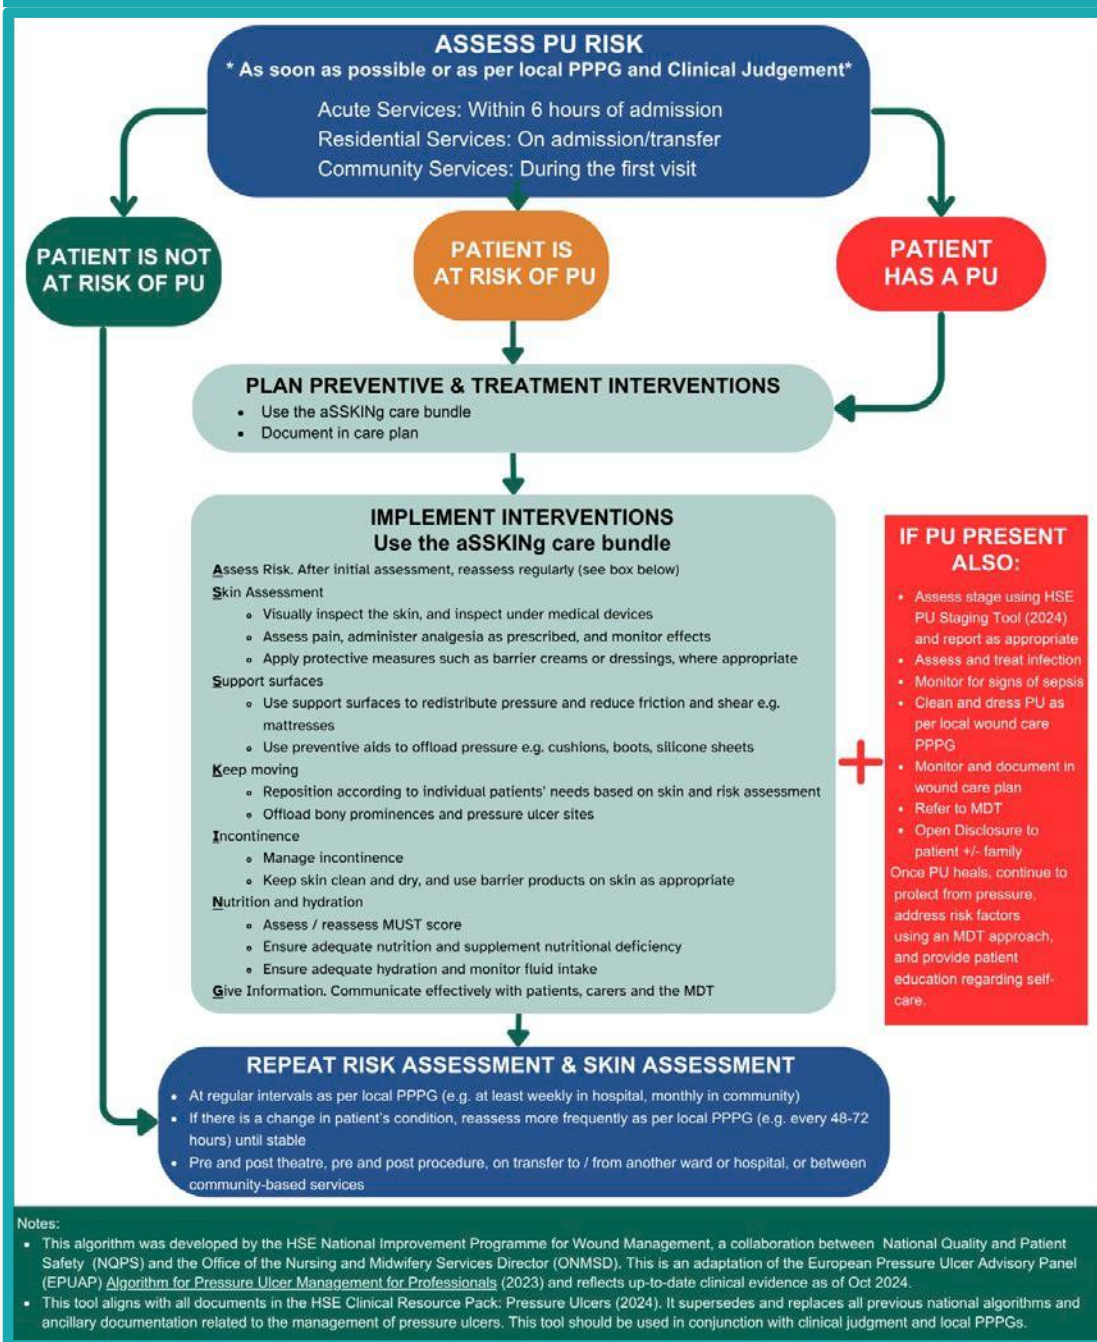 ASSESS PU RISK
* As soon as possible or as per local PPPG and Clinical Judgement*
Acute Services: Within 6 hours of admission
Residential Services: On admission/transfer
Community Services: During the first visit
PATIENT IS NOT
AT RISK OF PU
PATIENT IS
AT RISK OF PU
PATIENT
HAS A PU
PLAN PREVENTIVE & TREATMENT INTERVENTIONS
• Use the aSSKINg care bundle
• Document in care plan
IMPLEMENT INTERVENTIONS
Use the aSSKINg care bundle
Assess Risk. After initial assessment, reassess regularly (see box below)
Skin Assessment
• Visually inspect the skin, and inspect under medical devices
• Assess pain, administer analgesia as prescribed, and monitor effects
• Apply protective measures such as barrier creams or dressings, where appropriate
Support surfaces
• Use support surfaces to redistribute pressure and reduce friction and shear e.g.
mattresses
• Use preventive aids to offload pressure e.g. cushions, boots, silicone sheets
Keep moving
• Reposition according to individual patients' needs based on skin and risk assessment
• Offload bony prominences and pressure ulcer sites
Incontinence
• Manage incontinence
• Keep skin clean and dry, and use barrier products on skin as appropriate
Nutrition and hydration
• Assess / reassess MUST score
• Ensure adequate nutrition and supplement nutritional deficiency
• Ensure adequate hydration and monitor fluid intake
Give Information. Communicate effectively with patients, carers and the MDT
IF PU PRESENT
ALSO:
• Assess stage using HSE
PU Staging Tool (2024)
and report as appropriate
• Assess and treat infection
• Monitor for signs of sepsis
• Clean and dress PU as
per local wound care
PPPG
• Monitor and document in
wound care plan
• Refer to MDT
• Open Disclosure to
patient +/- family
Once PU heals, continue to
protect from pressure,
address risk factors
using an MDT approach,
and provide patient
education regarding self-
care.
REPEAT RISK ASSESSMENT & SKIN ASSESSMENT
• At regular intervals as per local PPPG (e.g. at least weekly in hospital, monthly in community)
• If there is a change in patient's condition, reassess more frequently as per local PPPG (e.g. every 48-72
hours) until stable
• Pre and post theatre, pre and post procedure, on transfer to / from another ward or hospital, or between
community-based services
Notes:
• This algorithm was developed by the HSE National Improvement Programme for Wound Management, a collaboration between National Quality and Patient
Safety (NQPS) and the Office of the Nursing and Midwifery Services Director (ONMSD). This is an adaptation of the European Pressure Ulcer Advisory Panel
(EPUAP) Algorithm for Pressure Ulcer Management for Professionals (2023) and reflects up-to-date clinical evidence as of Oct 2024.
• This tool aligns with all documents in the HSE Clinical Resource Pack: Pressure Ulcers (2024). It supersedes and replaces all previous national algorithms and
ancillary documentation related to the management of pressure ulcers. This tool should be used in conjunction with clinical judgment and local PPPGs.